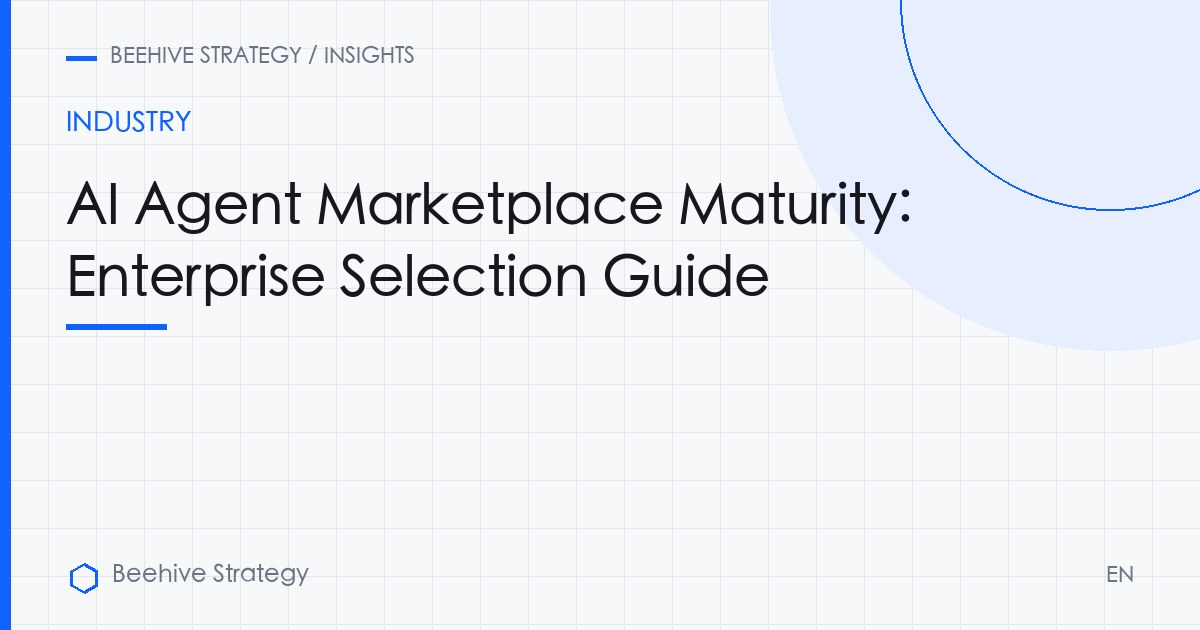 BEEHIVE STRATEGY / INSIGHTS
INDUSTRY
AI Agent Marketplace Maturity:
Enterprise Selection Guide
Beehive Strategy
EN